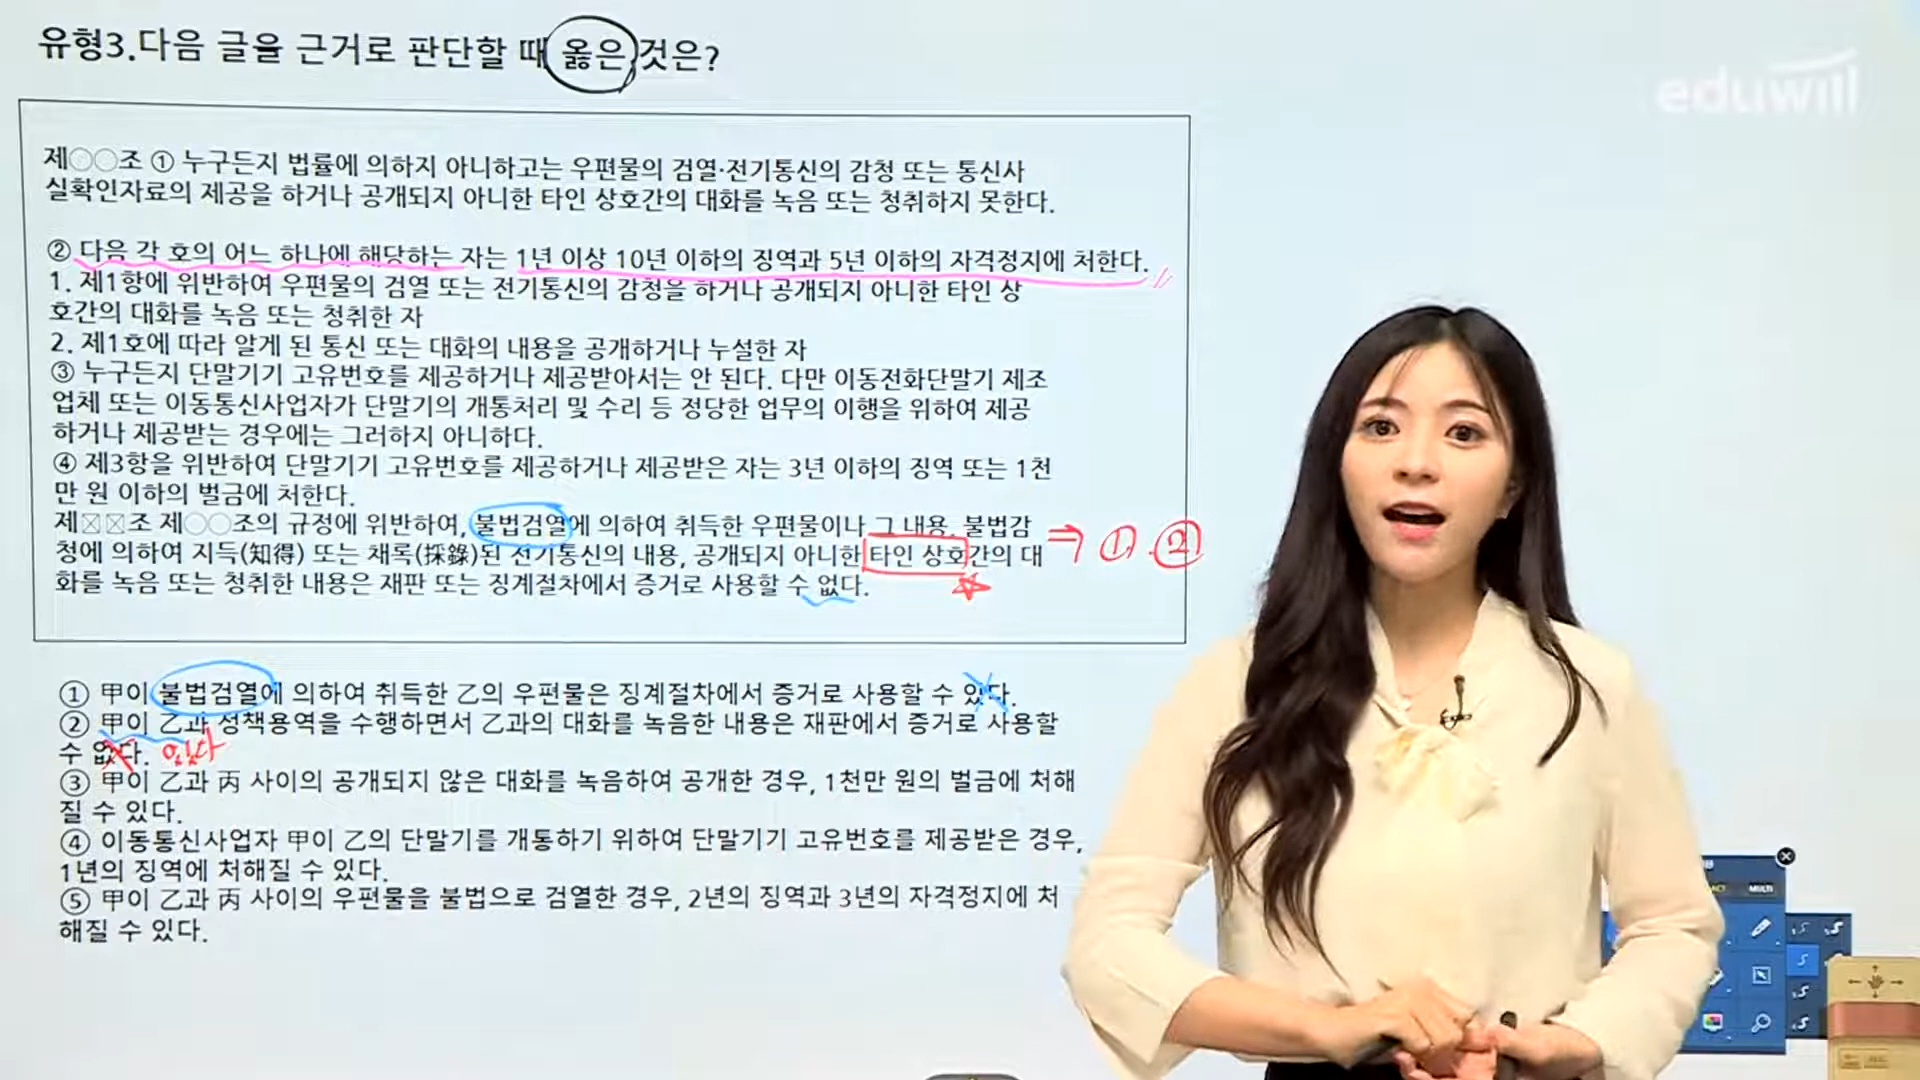 유형3.다음 글을 근거로 판단할 때 옳은 것은?
eduwill
제○○조 ① 누구든지 법률에 의하지 아니하고는 우편물의 검열·전기통신의 감청 또는 통신사
실확인자료의 제공을 하거나 공개되지 아니한 타인 상호간의 대화를 녹음 또는 청취하지 못한다.
② 다음 각 호의 어느 하나에 해당하는 자는 1년 이상 10년 이하의 징역과 5년 이하의 자격정지에 처한다.
1. 제1항에 위반하여 우편물의 검열 또는 전기통신의 감청을 하거나 공개되지 아니한 타인 상
호간의 대화를 녹음 또는 청취한 자
2. 제1호에 따라 알게 된 통신 또는 대화의 내용을 공개하거나 누설한 자
③ 누구든지 단말기기 고유번호를 제공하거나 제공받아서는 안 된다. 다만 이동전화단말기 제조
업체 또는 이동통신사업자가 단말기의 개통처리 및 수리 등 정당한 업무의 이행을 위하여 제공
하거나 제공받는 경우에는 그러하지 아니하다.
④ 제3항을 위반하여 단말기기 고유번호를 제공하거나 제공받은 자는 3년 이하의 징역 또는 1천
만 원 이하의 벌금에 처한다.
제☒☒조 제○○조의 규정에 위반하여, 불법검열에 의하여 취득한 우편물이나 그 내용, 불법감
청에 의하여 지득(知得) 또는 채록(採錄)된 전기통신의 내용, 공개되지 아니한 타인 상호간의 대
화를 녹음 또는 청취한 내용은 재판 또는 징계절차에서 증거로 사용할 수 없다.
⇒ ①.②
① 甲이 불법검열에 의하여 취득한 乙의 우편물은 징계절차에서 증거로 사용할 수 있다.
② 甲이 乙과 정책용역을 수행하면서 乙과의 대화를 녹음한 내용은 재판에서 증거로 사용할
수 없다. 있다
③ 甲이 乙과 丙 사이의 공개되지 않은 대화를 녹음하여 공개한 경우, 1천만 원의 벌금에 처해
질 수 있다.
④ 이동통신사업자 甲이 乙의 단말기를 개통하기 위하여 단말기기 고유번호를 제공받은 경우,
1년의 징역에 처해질 수 있다.
⑤ 甲이 乙과 丙 사이의 우편물을 불법으로 검열한 경우, 2년의 징역과 3년의 자격정지에 처
해질 수 있다.
MULTI